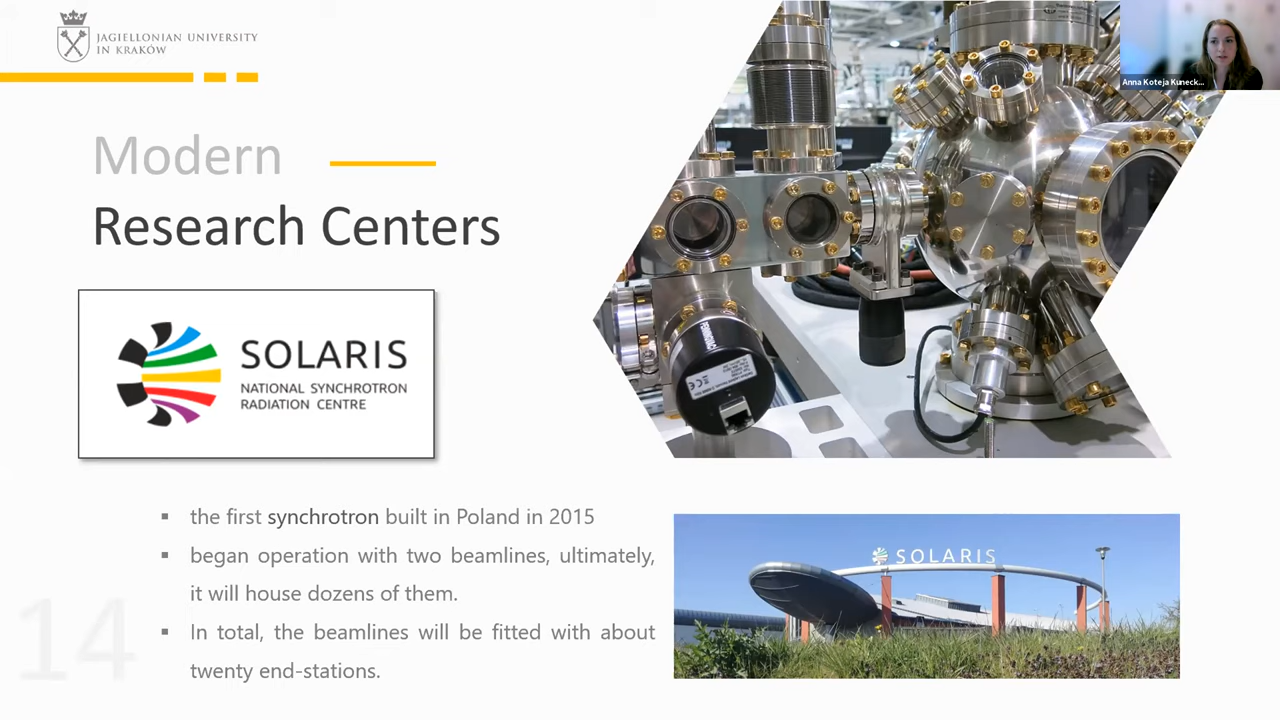 JAGIELLONIAN UNIVERSITY
IN KRAKÓW
Anna Koteja Kuneck...
Modern
Research Centers
SOLARIS
NATIONAL SYNCHROTRON
RADIATION CENTRE
▪ the first synchrotron built in Poland in 2015
▪ began operation with two beamlines, ultimately,
it will house dozens of them.
▪ In total, the beamlines will be fitted with about
twenty end-stations.
SOLARIS
14